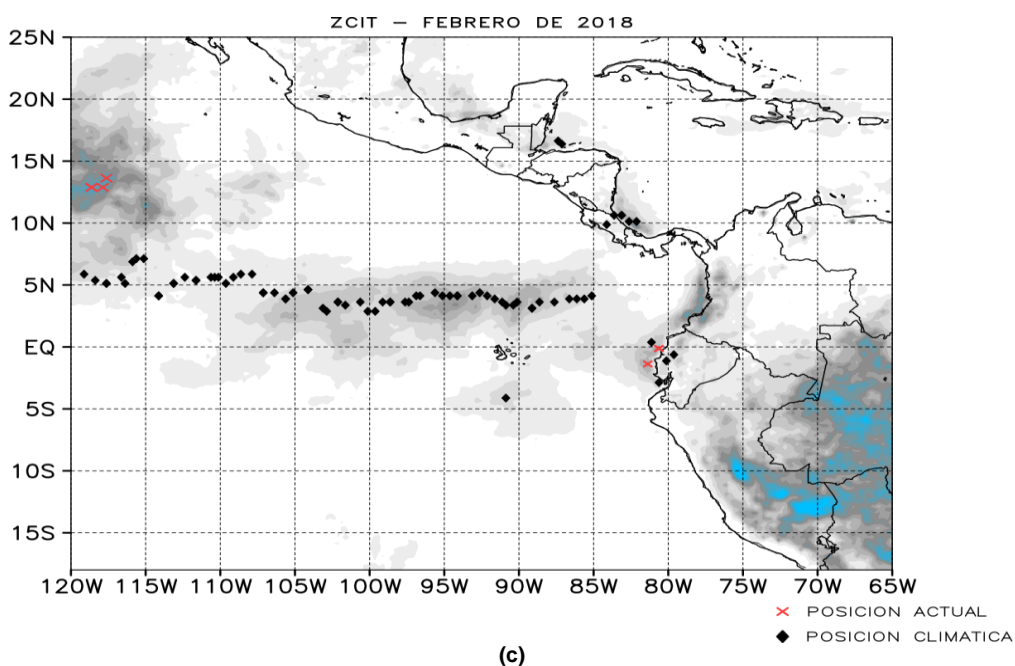 ZCIT – FEBRERO DE 2018
25N
20N
15N
10N
5N
EQ
5S
10S
15S
120W 115W 110W 105W 100W 95W 90W 85W 80W 75W 70W 65W
POSICION ACTUAL
POSICION CLIMATICA
(c)